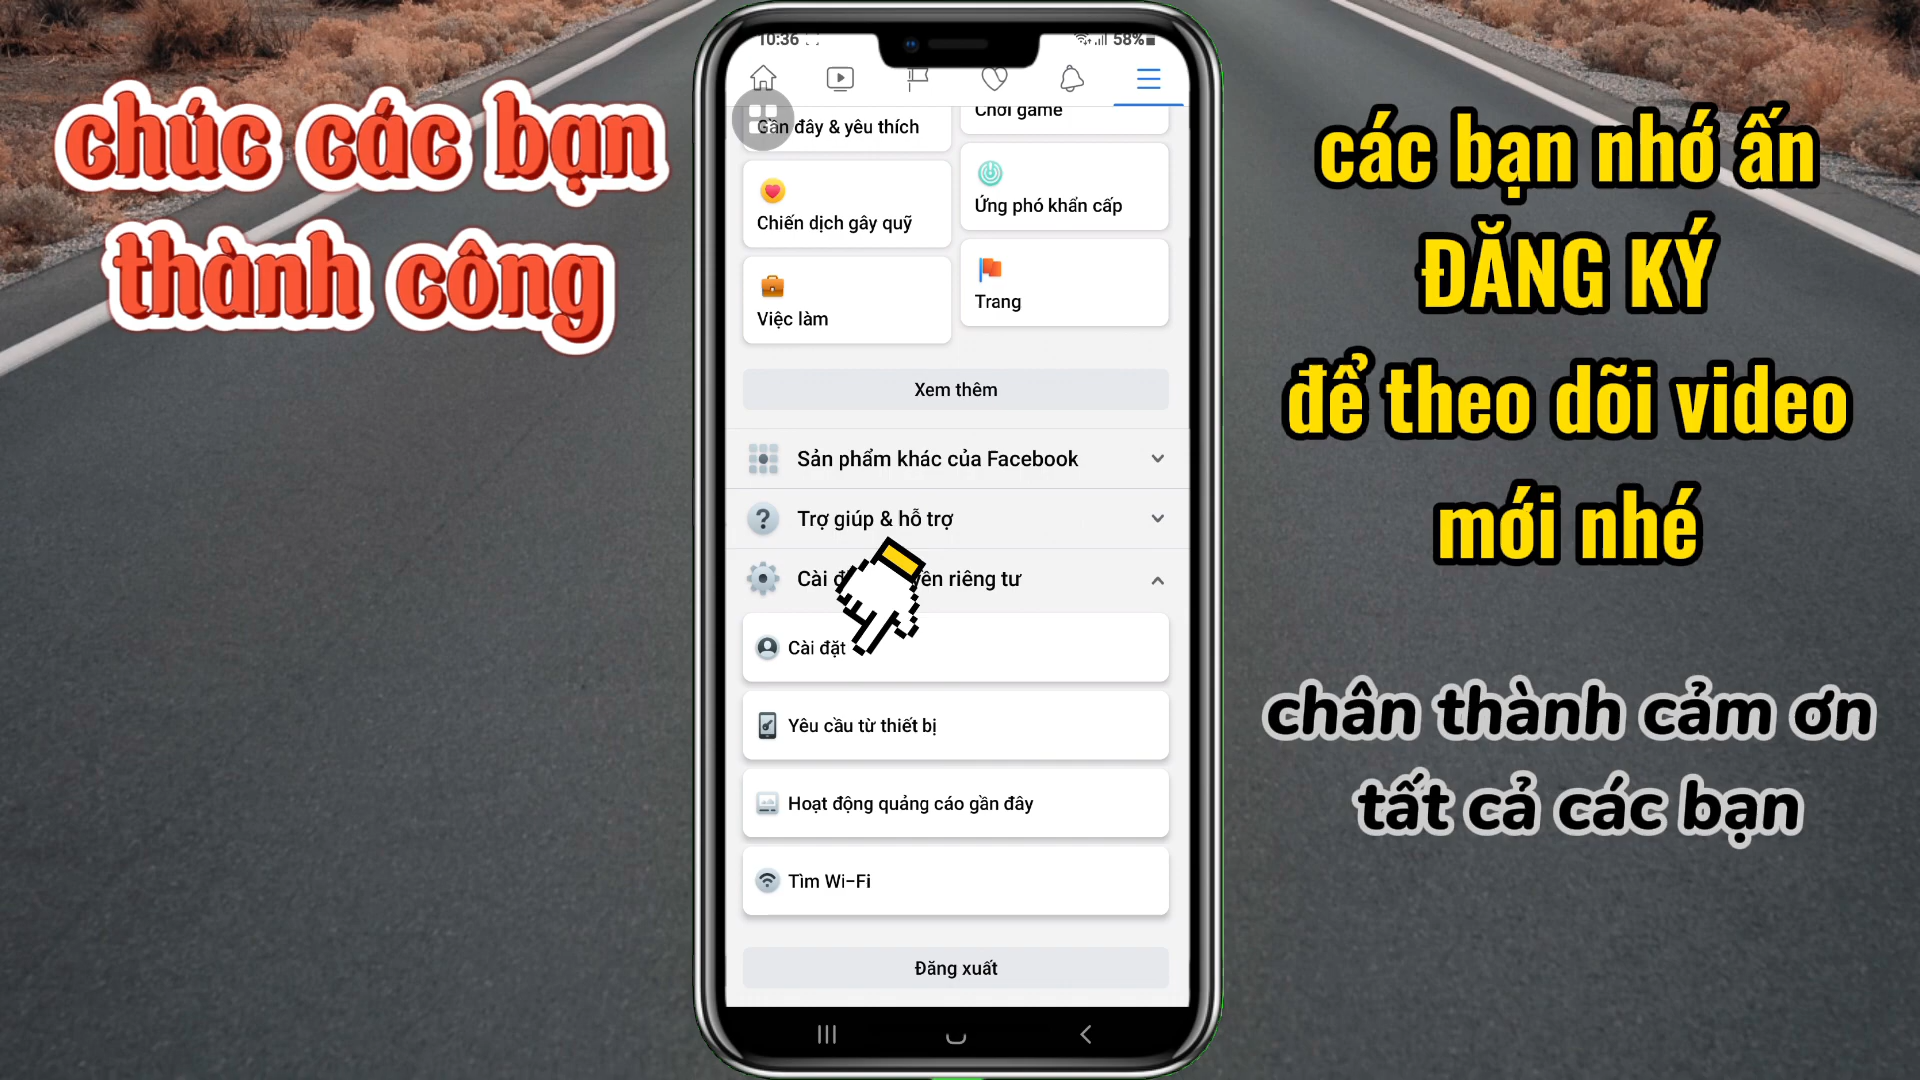 chúc các bạn
thành công
10:36
58%
Gần đây & yêu thích
Chơi game
Chiến dịch gây quỹ
Ứng phó khẩn cấp
Việc làm
Trang
Xem thêm
Sản phẩm khác của Facebook
Trợ giúp & hỗ trợ
Cài riêng tư
Cài đặt
Yêu cầu từ thiết bị
Hoạt động quảng cáo gần đây
Tìm Wi-Fi
Đăng xuất
các bạn nhớ ấn
ĐĂNG KÝ
để theo dõi video
mới nhé
chân thành cảm ơn
tất cả các bạn